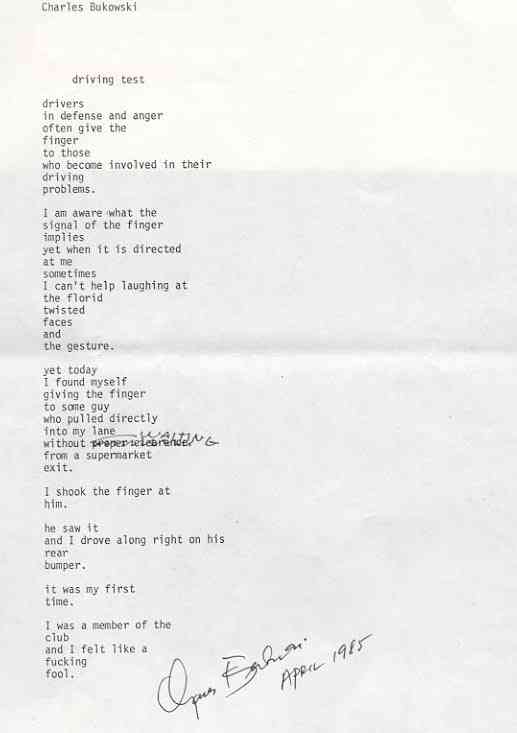 Charles Bukowski
driving test
drivers
in defense and anger
often give the
finger
to those
who become involved in their
driving
problems.
I am aware what the
signal of the finger
implies
yet when it is directed
at me
sometimes
I can't help laughing at
the florid
twisted
faces
and
the gesture.
yet today
I found myself
giving the finger
to some guy
who pulled directly
into my lane
without proper clearence. WAITING
from a supermarket
exit.
I shook the finger at
him.
he saw it
and I drove along right on his
rear
bumper.
it was my first
time.
I was a member of the
club
and I felt like a
fucking
fool.
APRIL 1985